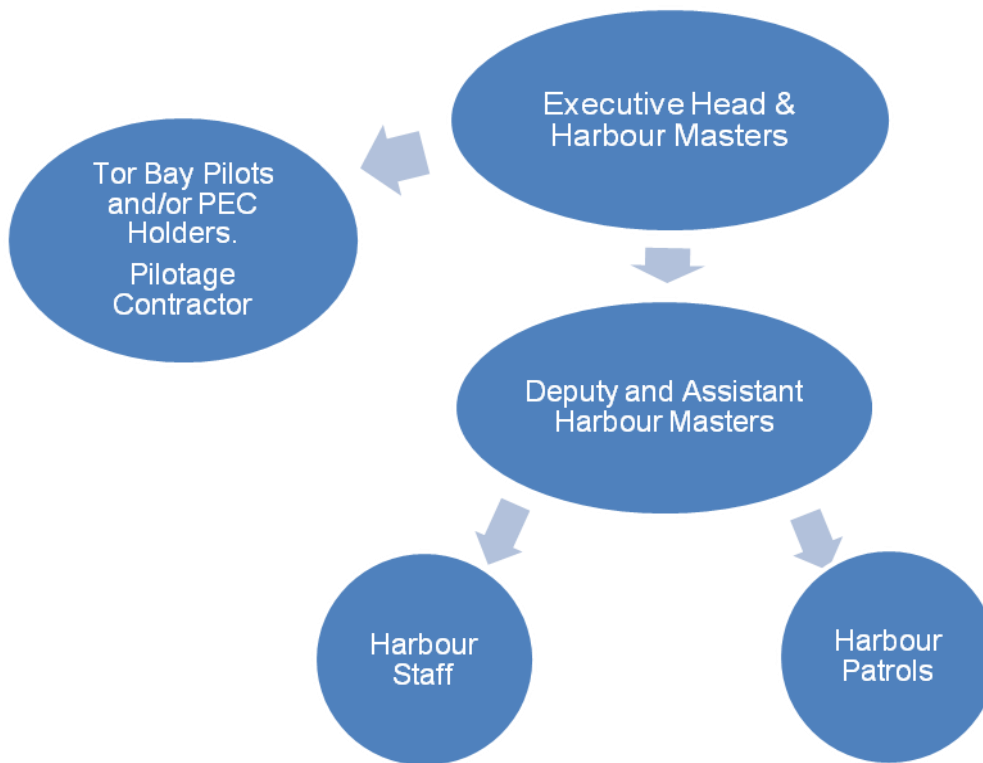 Executive Head &
Harbour Masters
Tor Bay Pilots
and/or PEC
Holders.
Pilotage
Contractor
Deputy and Assistant
Harbour Masters
Harbour
Staff
Harbour
Patrols